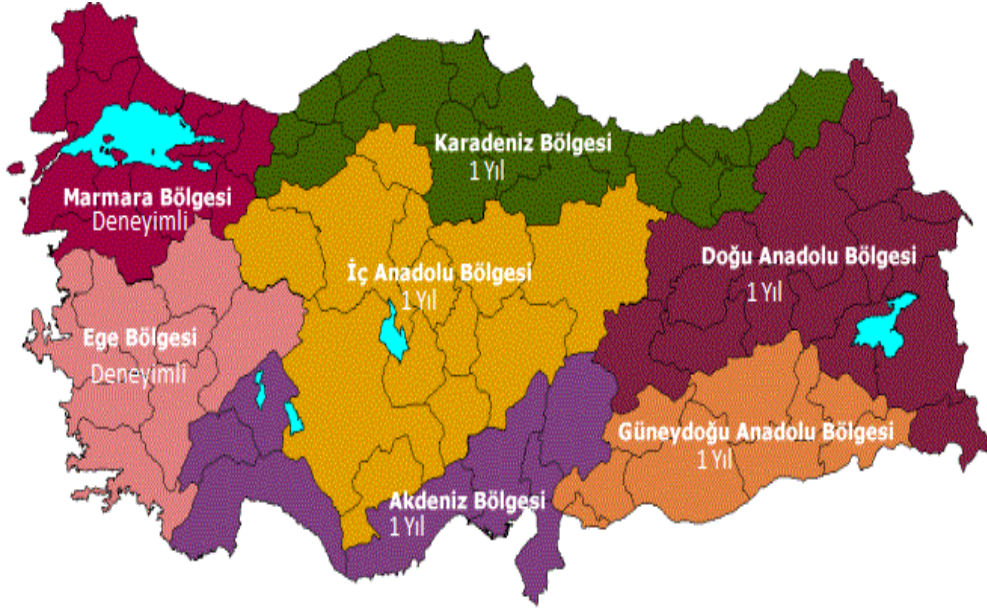 Karadeniz Bölgesi
1 Yıl
Marmara Bölgesi
Deneyimli
Doğu Anadolu Bölgesi
1 Yıl
İç Anadolu Bölgesi
1 Yıl
Ege Bölgesi
Deneyimli
Güneydoğu Anadolu Bölgesi
1 Yıl
Akdeniz Bölgesi
1 Yıl